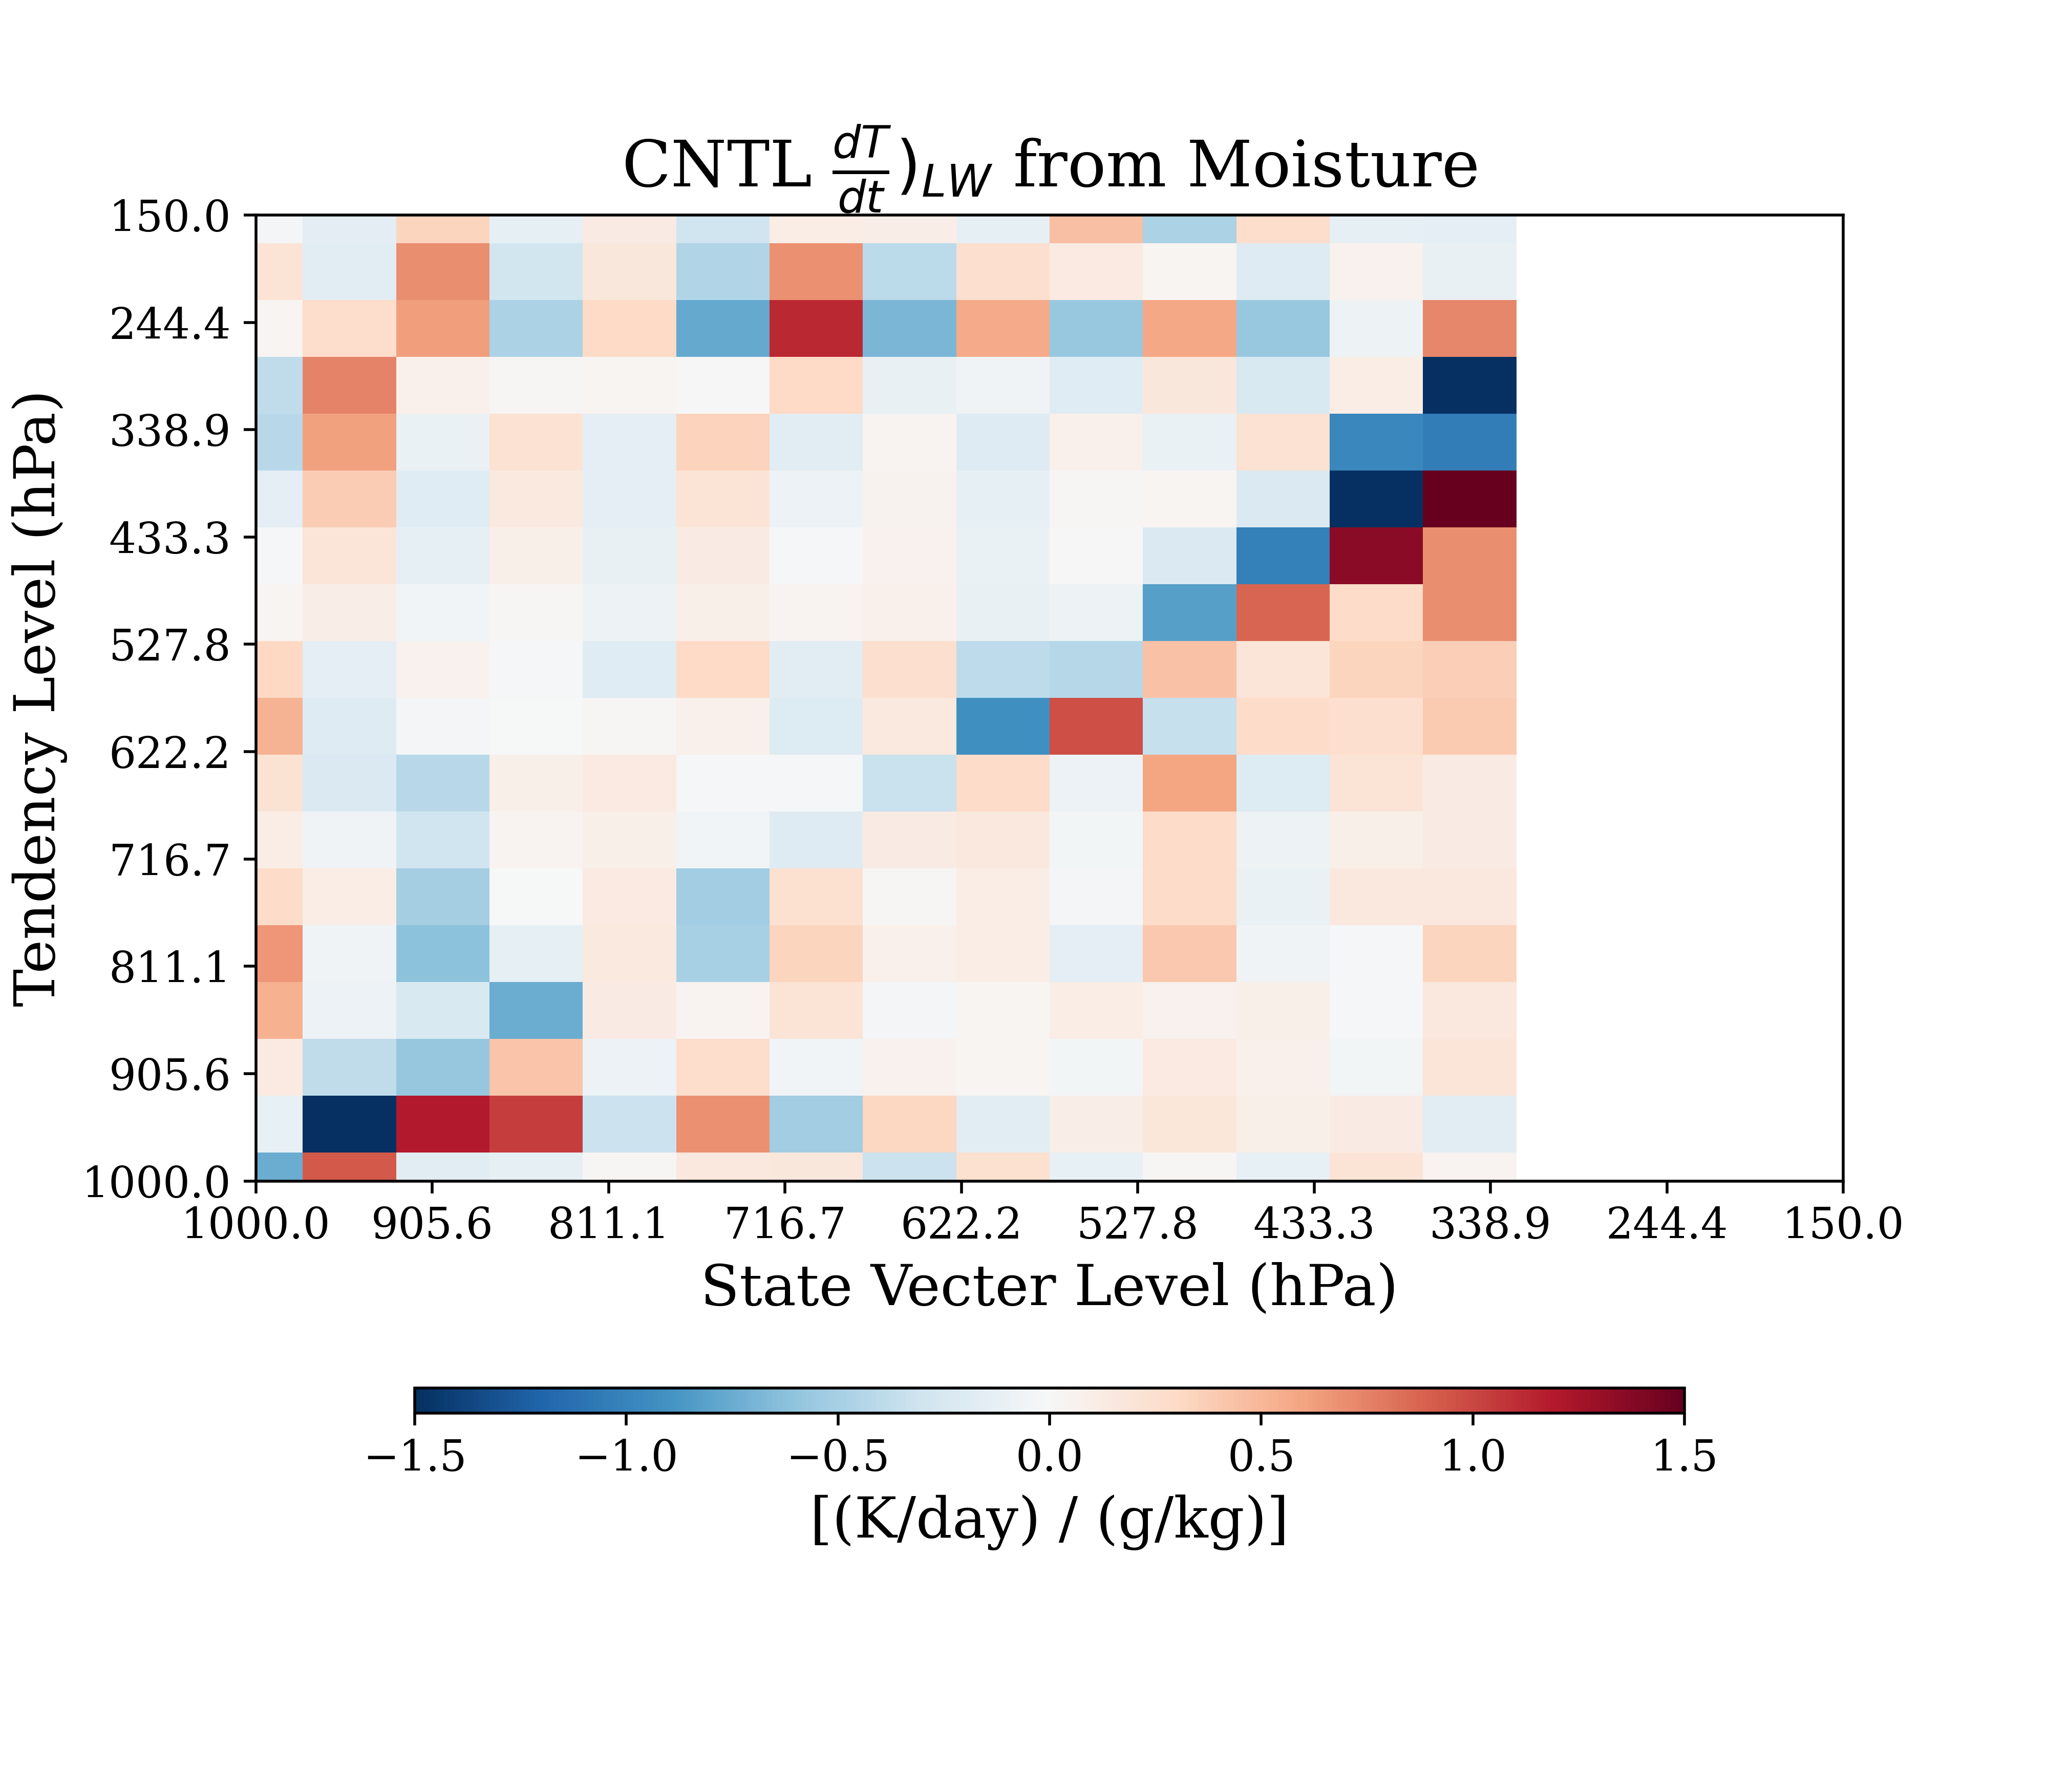 CNTL dT/dt)LW from Moisture
Tendency Level (hPa)
150.0
244.4
338.9
433.3
527.8
622.2
716.7
811.1
905.6
1000.0
1000.0 905.6 811.1 716.7 622.2 527.8 433.3 338.9 244.4 150.0
State Vecter Level (hPa)
−1.5 −1.0 −0.5 0.0 0.5 1.0 1.5
[(K/day) / (g/kg)]